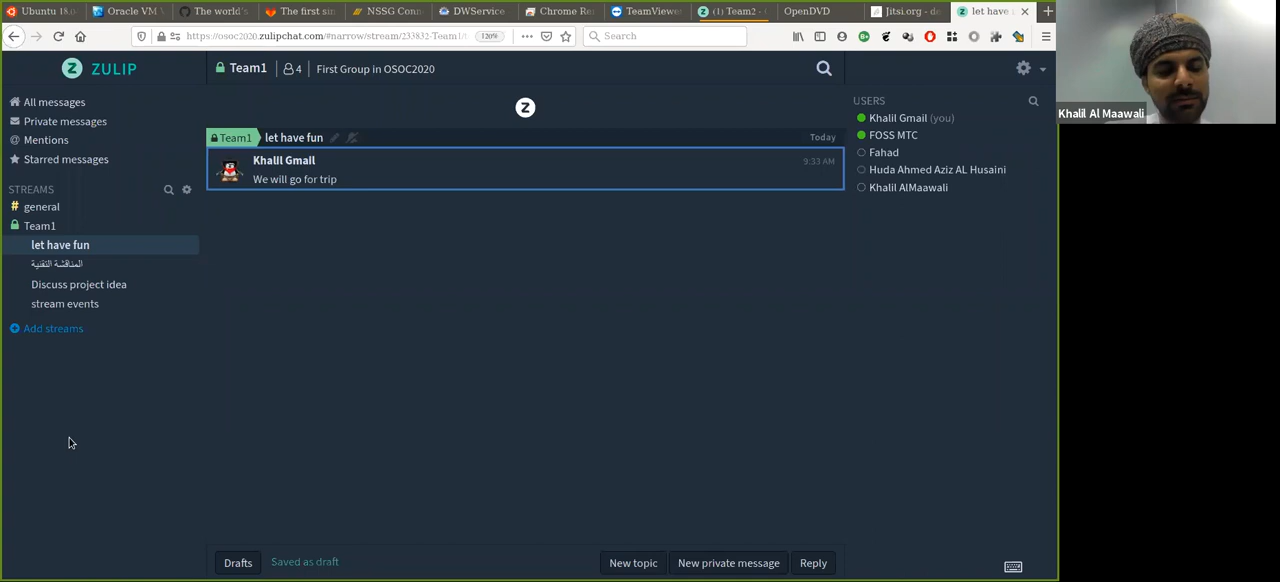 Ubuntu 18.0
Oracle VM V
The world's
The first sin
NSSG Conn
DWService
Chrome Rem
TeamViewer
(1) Team2 -
OpenDVD
Jitsi.org - de
let have
https://osoc2020.zulipchat.com/#narrow/stream/233832-Team1/t
120%
Search
ZULIP
Team1
4
First Group in OSOC2020
All messages
Private messages
Mentions
Starred messages
STREAMS
general
Team1
let have fun
المناقشة التقنية
Discuss project idea
stream events
Add streams
Team1
let have fun
Today
Khalil Gmail
9:33 AM
We will go for trip
USERS
Khalil Gmail (you)
FOSS MTC
Fahad
Huda Ahmed Aziz AL Husaini
Khalil AlMaawali
Drafts
Saved as draft
New topic
New private message
Reply
Khalil Al Maawali